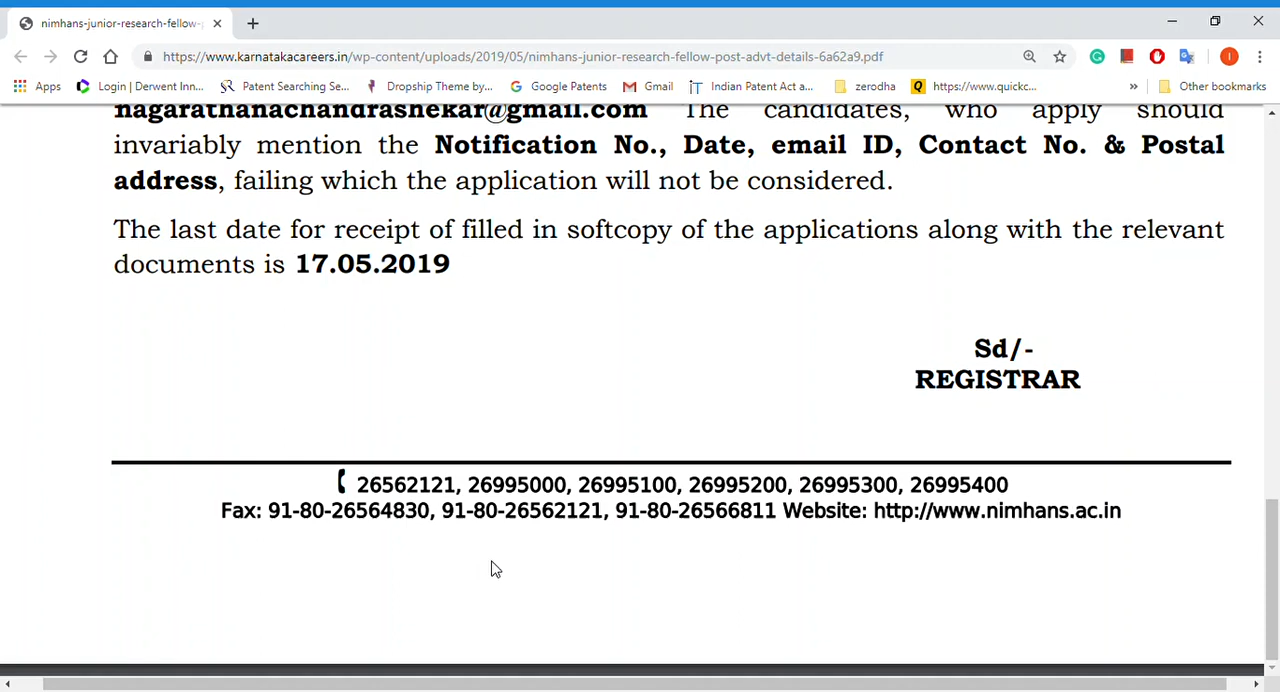 nimhans-junior-research-fellow-
https://www.karnatakacareers.in/wp-content/uploads/2019/05/nimhans-junior-research-fellow-post-advt-details-6a62a9.pdf
Apps Login | Derwent Inn... Patent Searching Se... Dropship Theme by... Google Patents Gmail Indian Patent Act a... zerodha https://www.quickc... » Other bookmarks
nagarathanachandrashekar@gmail.com The candidates, who apply should
invariably mention the Notification No., Date, email ID, Contact No. & Postal
address, failing which the application will not be considered.
The last date for receipt of filled in softcopy of the applications along with the relevant
documents is 17.05.2019
Sd/-
REGISTRAR
26562121, 26995000, 26995100, 26995200, 26995300, 26995400
Fax: 91-80-26564830, 91-80-26562121, 91-80-26566811 Website: http://www.nimhans.ac.in